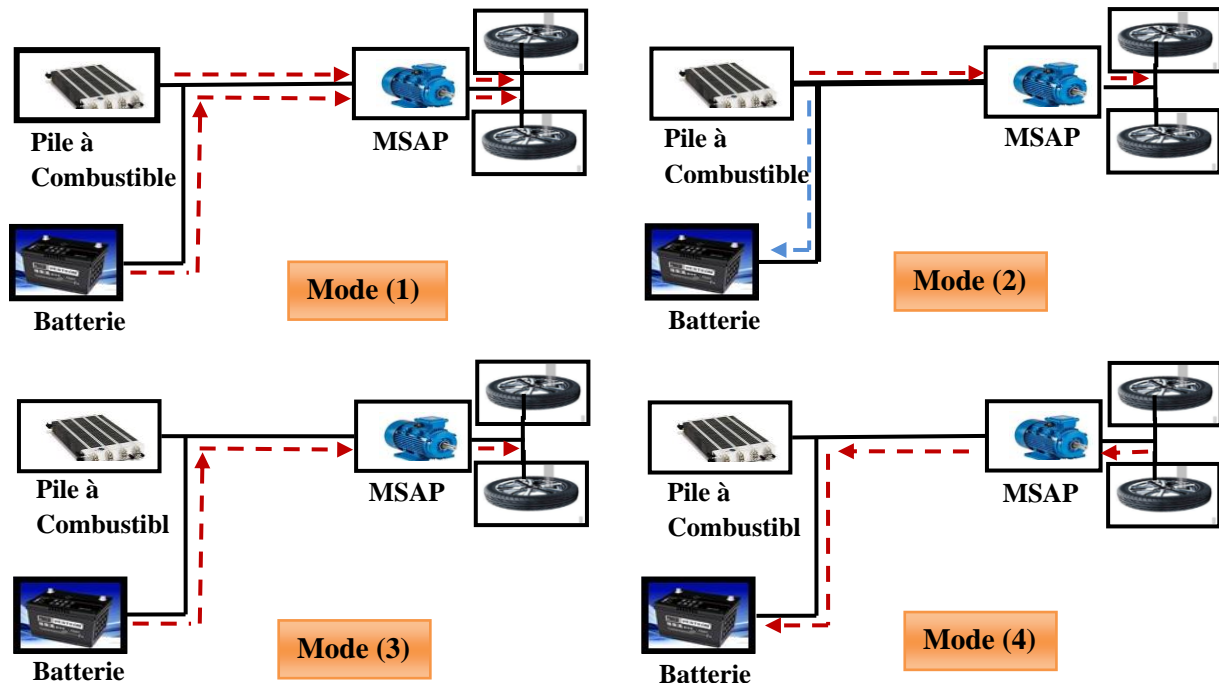 Pile à
Combustible
MSAP
Batterie
Mode (1)
Pile à
Combustible
MSAP
Batterie
Mode (2)
Pile à
Combustibl
MSAP
Batterie
Mode (3)
Pile à
Combustibl
MSAP
Batterie
Mode (4)